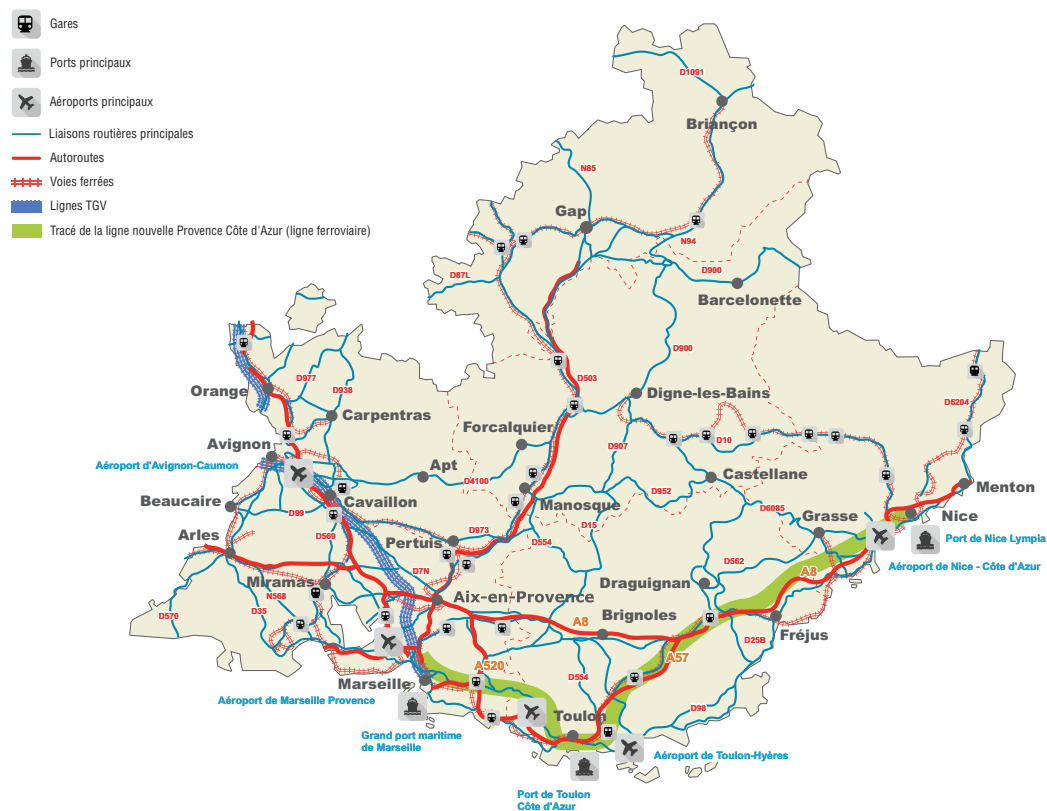 Gares
Ports principaux
Aéroports principaux
Liaisons routières principales
Autoroutes
Voies ferrées
Lignes TGV
Tracé de la ligne nouvelle Provence Côte d'Azur (ligne ferroviaire)
D1091
Briançon
N85
Gap
N94
D87L
D900
Barcelonette
D900
D977
D503
Orange
D938
Digne-les-Bains
D6204
Carpentras
Forcalquier
D907
D10
Avignon
Aéroport d'Avignon-Caumon
Apt
D4100
Castellane
Menton
Cavaillon
Manosque
D952
Beaucaire
D99
D6085
Grasse
Nice
D973
D15
Arles
D569
Pertuis
D554
Port de Nice Lympia
D562
Aéroport de Nice - Côte d'Azur
D7N
A8
Miramas
Draguignan
N568
Aix-en-Provence
D35
Brignoles
D570
A8
D25B
Fréjus
A57
A520
D554
Marseille
Aéroport de Marseille Provence
D98
Toulon
Grand port maritime
de Marseille
Aéroport de Toulon-Hyères
Port de Toulon
Côte d'Azur